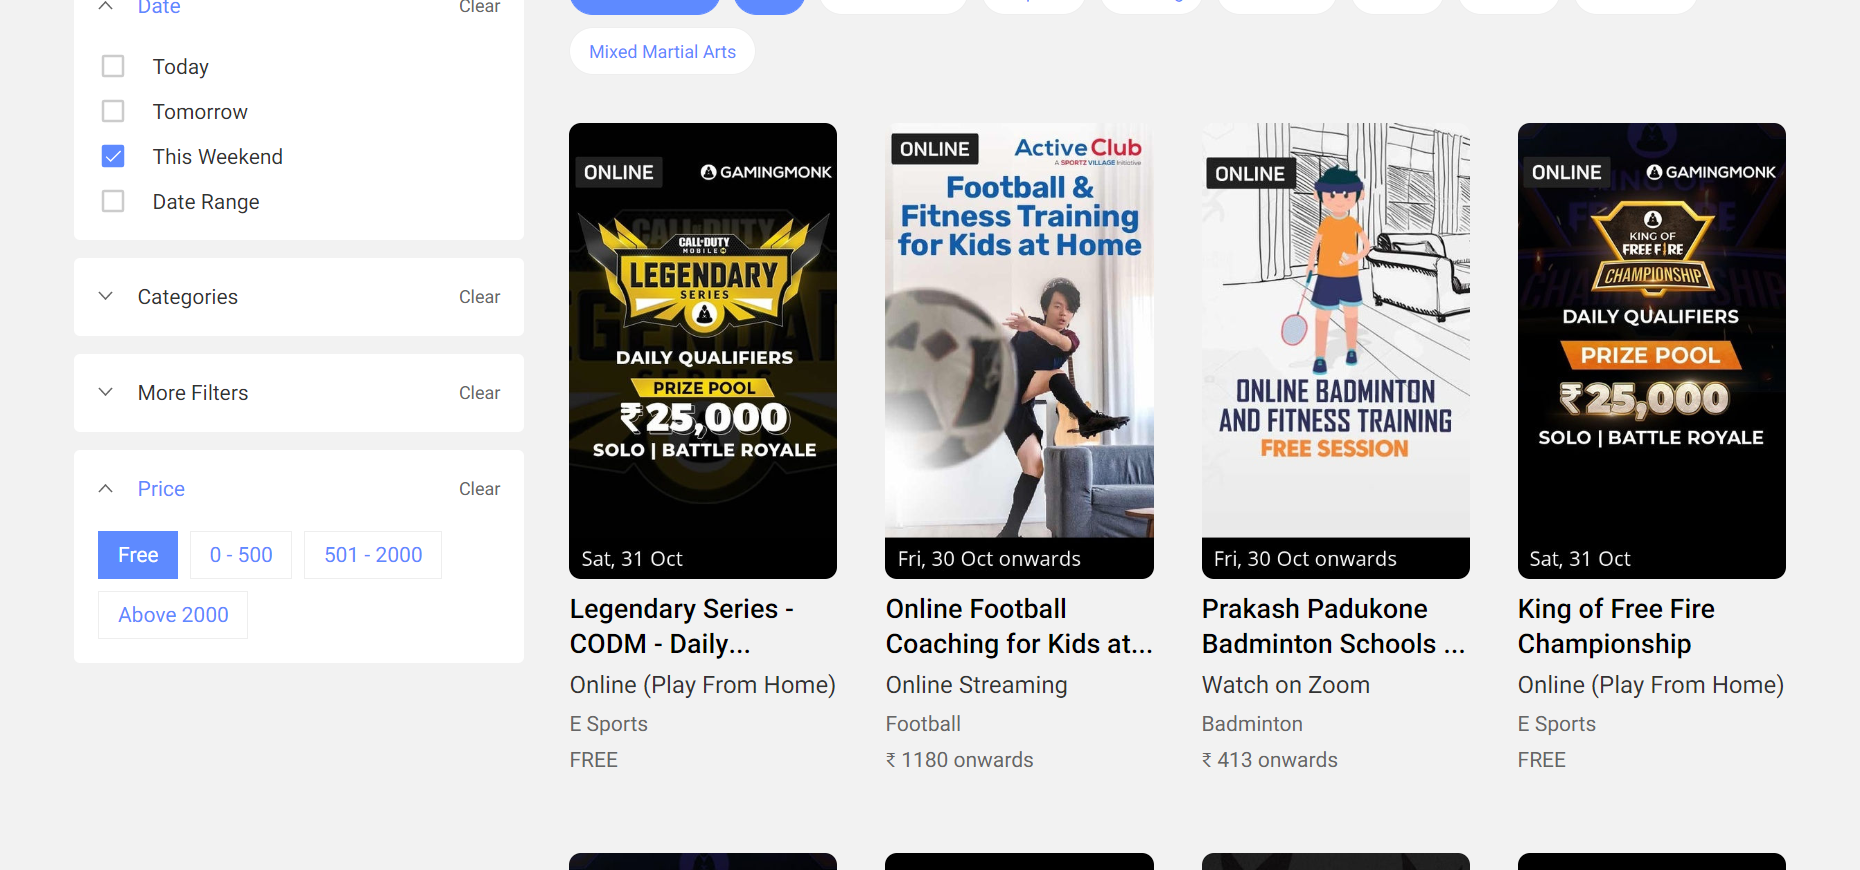 Date
Clear
Today
Tomorrow
This Weekend
Date Range
Categories
Clear
More Filters
Clear
Price
Clear
Free
0 - 500
501 - 2000
Above 2000
Mixed Martial Arts
ONLINE
GAMINGMONK
CALL OF DUTY
MOBILE
LEGENDARY
SERIES
DAILY QUALIFIERS
PRIZE POOL
₹25,000
SOLO | BATTLE ROYALE
Sat, 31 Oct
Legendary Series -
CODM - Daily...
Online (Play From Home)
E Sports
FREE
ONLINE
Active Club
A SPORTZ VILLAGE Initiative
Football &
Fitness Training
for Kids at Home
Fri, 30 Oct onwards
Online Football
Coaching for Kids at...
Online Streaming
Football
₹ 1180 onwards
ONLINE
ONLINE BADMINTON
AND FITNESS TRAINING
FREE SESSION
Fri, 30 Oct onwards
Prakash Padukone
Badminton Schools ...
Watch on Zoom
Badminton
₹ 413 onwards
ONLINE
GAMINGMONK
KING OF
FREE FIRE
CHAMPIONSHIP
DAILY QUALIFIERS
PRIZE POOL
₹25,000
SOLO | BATTLE ROYALE
Sat, 31 Oct
King of Free Fire
Championship
Online (Play From Home)
E Sports
FREE